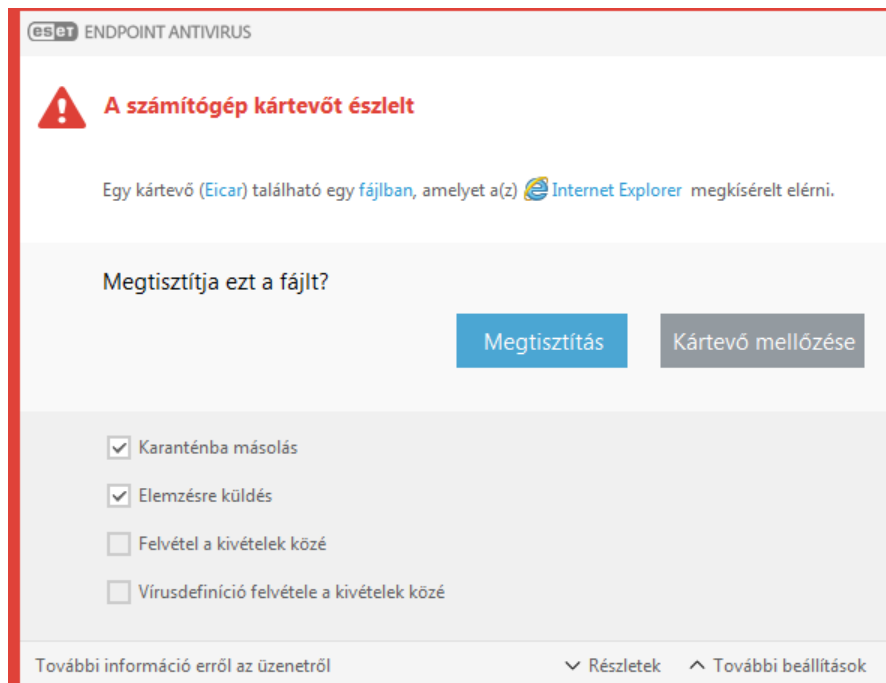 eset ENDPOINT ANTIVIRUS
A számítógép kártevőt észlelt
Egy kártevő (Eicar) található egy fájlban, amelyet a(z) Internet Explorer megkísérelt elérni.
Megtisztítja ezt a fájlt?
Megtisztítás Kártevő mellőzése
Karanténba másolás
Elemzésre küldés
Felvétel a kivételek közé
Vírusdefiníció felvétele a kivételek közé
További információ erről az üzenetről Részletek További beállítások